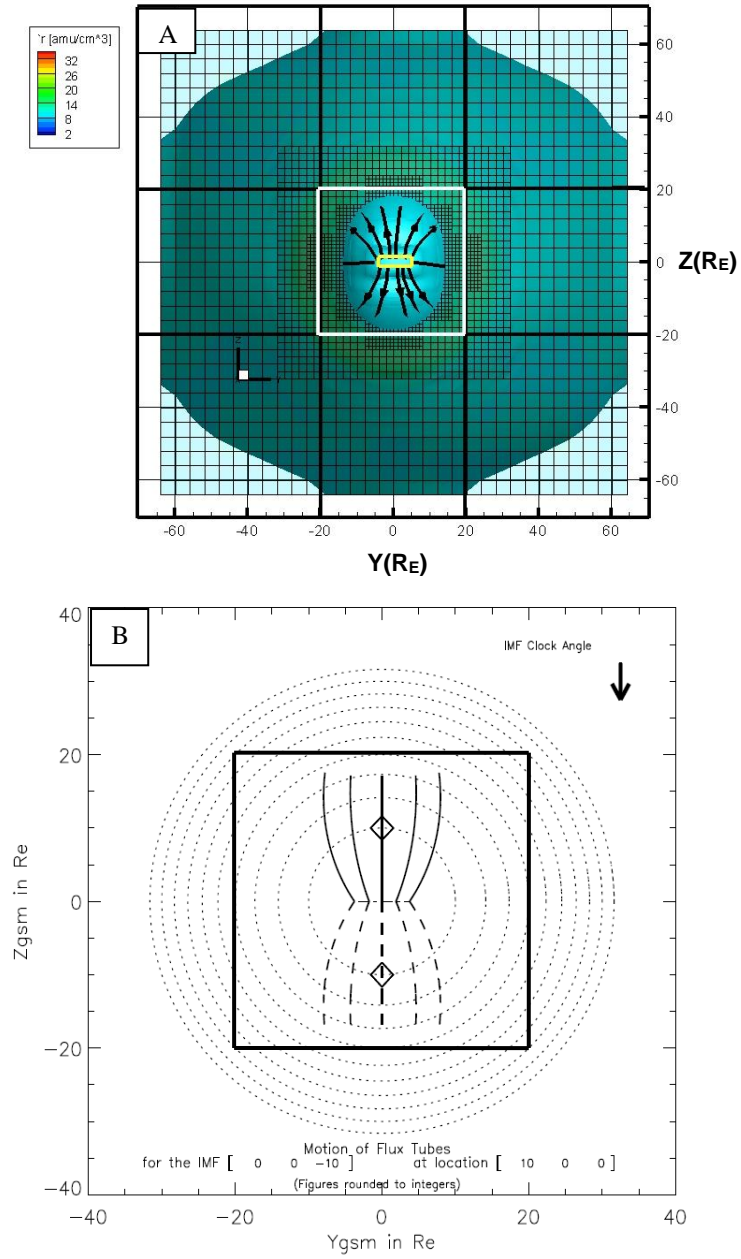 A
`r [amu/cm^3]
32
26
20
14
8
2
60
40
20
0
-20
-40
-60
Z(RE)
-60 -40 -20 0 20 40 60
Y(RE)
B
40
20
0
-20
-40
Zgsm in Re
IMF Clock Angle
Motion of Flux Tubes
for the IMF [ 0 0 -10 ] at location [ 10 0 0 ]
(Figures rounded to integers)
-40 -20 0 20 40
Ygsm in Re